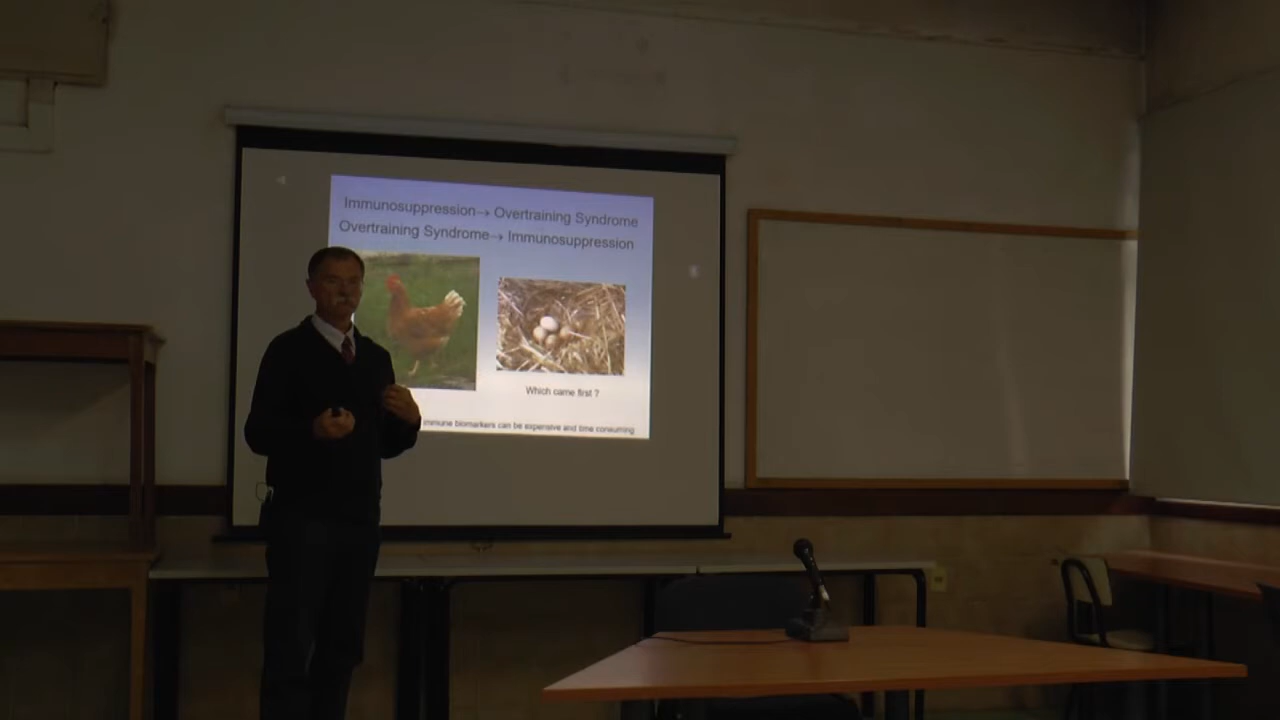 Immunosuppression→ Overtraining Syndrome
Overtraining Syndrome→ Immunosuppression
Which came first ?
immune biomarkers can be expensive and time consuming